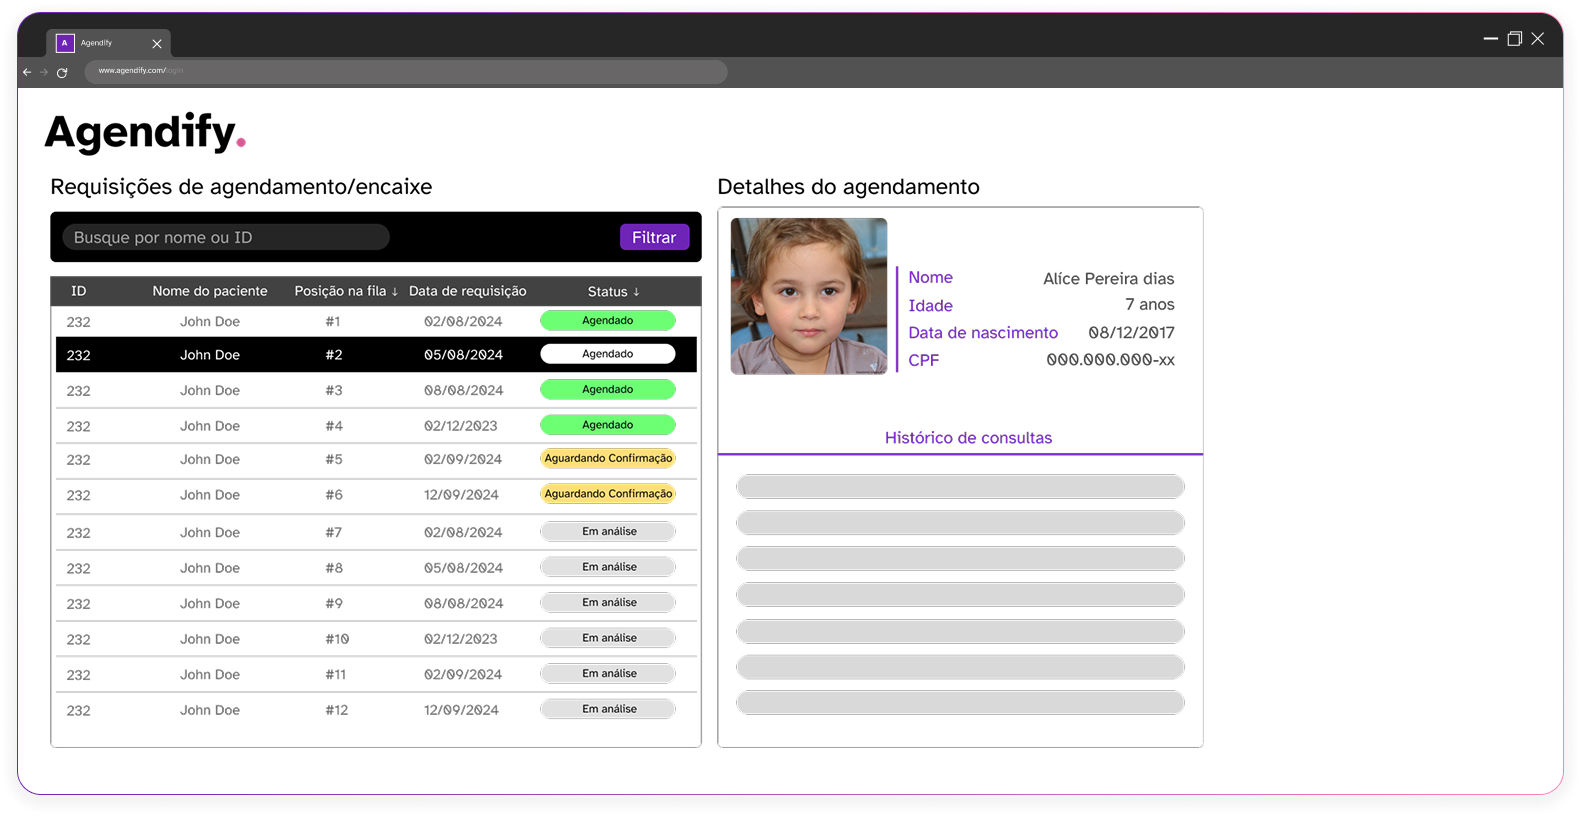 A Agendify
www.agendify.com/login
Agendify.
Requisições de agendamento/encaixe
Busque por nome ou ID Filtrar
ID Nome do paciente Posição na fila ↓ Data de requisição Status ↓
232 John Doe #1 02/08/2024 Agendado
232 John Doe #2 05/08/2024 Agendado
232 John Doe #3 08/08/2024 Agendado
232 John Doe #4 02/12/2023 Agendado
232 John Doe #5 02/09/2024 Aguardando Confirmação
232 John Doe #6 12/09/2024 Aguardando Confirmação
232 John Doe #7 02/08/2024 Em análise
232 John Doe #8 05/08/2024 Em análise
232 John Doe #9 08/08/2024 Em análise
232 John Doe #10 02/12/2023 Em análise
232 John Doe #11 02/09/2024 Em análise
232 John Doe #12 12/09/2024 Em análise
Detalhes do agendamento
Nome Alíce Pereira dias
Idade 7 anos
Data de nascimento 08/12/2017
CPF 000.000.000-xx
Histórico de consultas